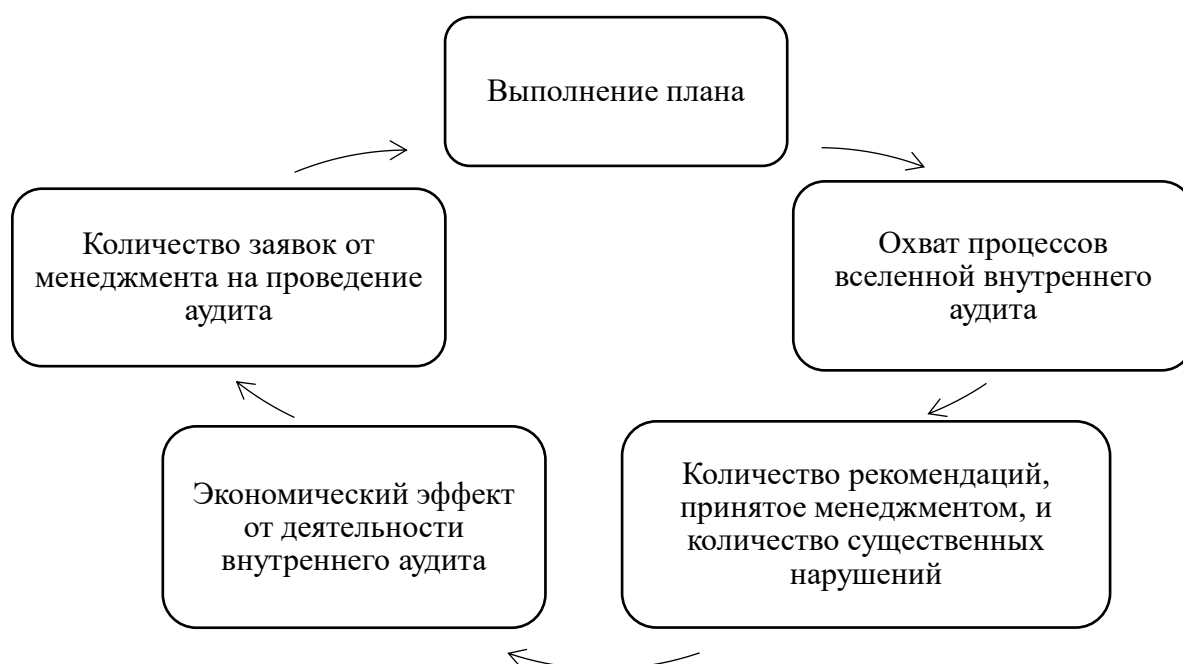 Выполнение плана
Охват процессов
вселенной внутреннего
аудита
Количество рекомендаций,
принятое менеджментом, и
количество существенных
нарушений
Экономический эффект
от деятельности
внутреннего аудита
Количество заявок от
менеджмента на проведение
аудита